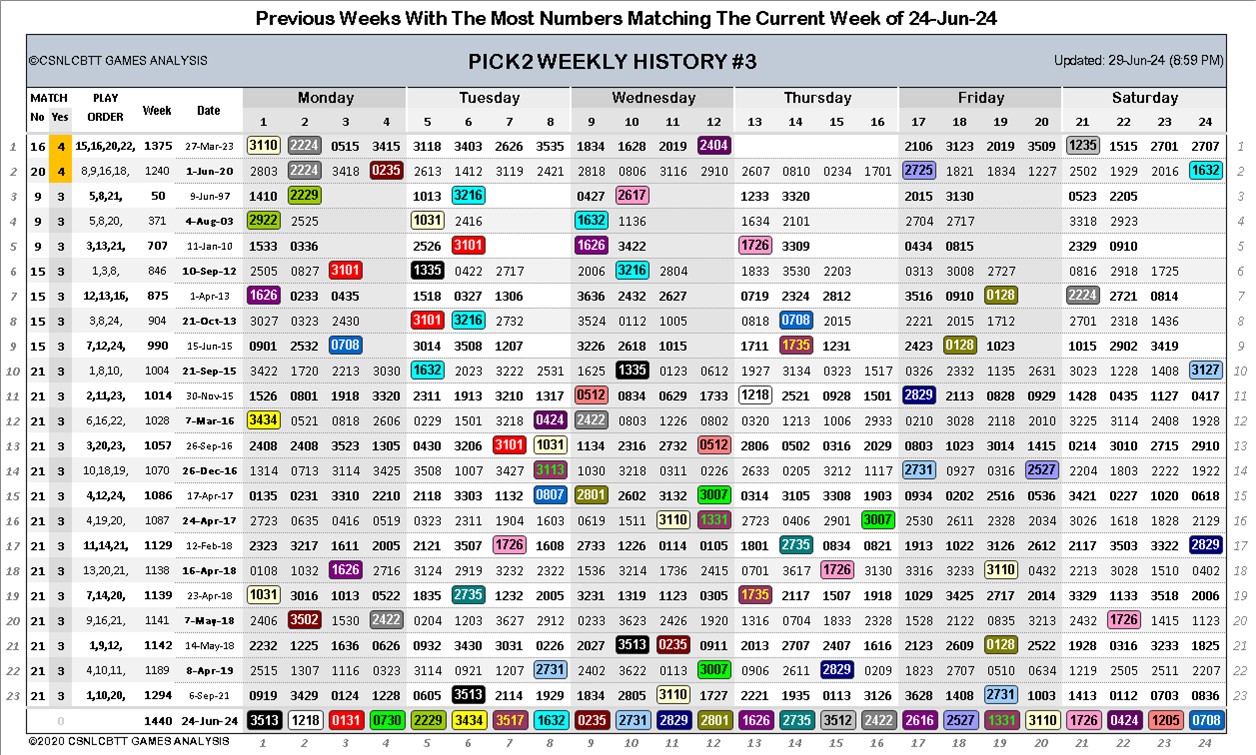 Previous Weeks With The Most Numbers Matching The Current Week of 24-Jun-24
©CSNLCBTT GAMES ANALYSIS PICK2 WEEKLY HISTORY #3 Updated: 29-Jun-24 (8:59 PM)
MATCH PLAY Week Date Monday Tuesday Wednesday Thursday Friday Saturday
No Yes ORDER 1 2 3 4 5 6 7 8 9 10 11 12 13 14 15 16 17 18 19 20 21 22 23 24
1 16 4 15,16,20,22, 1375 27-Mar-23 3110 2224 0515 3415 3118 3403 2626 3535 1834 1628 2019 2404 2106 3123 2019 3509 1235 1515 2701 2707 1
2 20 4 8,9,16,18, 1240 1-Jun-20 2803 2224 3418 0235 2613 1412 3119 2421 2818 0806 3116 2910 2607 0810 0234 1701 2725 1821 1834 1227 2502 1929 2016 1632 2
3 9 3 5,8,21, 50 9-Jun-97 1410 2229 1013 3216 0427 2617 1233 3320 2015 3130 0523 2205 3
4 9 3 5,8,20, 371 4-Aug-03 2922 2525 1031 2416 1632 1136 1634 2101 2704 2717 3318 2923 4
5 9 3 3,13,21, 707 11-Jan-10 1533 0336 2526 6101 1626 3422 1726 3309 0434 0815 2329 0910 5
6 15 3 1,3,8, 846 10-Sep-12 2505 0827 3101 1335 0422 2717 2006 3216 2804 1833 3530 2203 0313 3008 2727 0816 2918 1725 6
7 15 3 12,13,16, 875 1-Apr-13 1626 0233 0435 1518 0327 1306 3636 2432 2627 0719 2324 2812 3516 0910 0128 2224 2721 0814 7
8 15 3 3,8,24, 904 21-Oct-13 3027 0323 2430 3101 3216 2732 3524 0112 1005 0818 0708 2015 2221 2015 1712 2701 2318 1436 8
9 15 3 7,12,24, 990 15-Jun-15 0901 2532 0708 3014 3508 1207 3226 2618 1015 1711 1735 1231 2423 0128 1023 1015 2902 3419 9
10 21 3 1,8,10, 1004 21-Sep-15 3422 1720 2213 3030 1632 2023 3222 2531 1625 1335 0123 0612 1927 3134 0323 1517 0326 2332 1135 2631 3023 1228 1408 3127 10
11 21 3 2,11,23, 1014 30-Nov-15 1526 0801 1918 3320 2311 1913 3210 1317 0512 0834 0629 1733 1218 2521 0928 1501 2829 2113 0828 0929 1428 0435 1127 0417 11
12 21 3 6,16,22, 1028 7-Mar-16 3434 0521 0818 2606 0229 1501 3218 0424 2422 0803 1226 0802 0320 1213 1006 2933 0210 3028 2118 2010 3225 3114 2408 1928 12
13 21 3 3,20,23, 1057 26-Sep-16 2408 2408 3523 1305 0430 3206 3101 1031 1134 2316 2732 0512 2806 0502 0316 2029 0803 1023 3014 1415 0214 3010 2715 2910 13
14 21 3 10,18,19, 1070 26-Dec-16 1314 0713 3114 3425 3508 1007 3427 3113 1030 3218 0311 0226 2633 0205 3212 1117 2731 0927 0316 2527 2204 1803 2222 1922 14
15 21 3 4,12,24, 1086 17-Apr-17 0135 0231 3310 2210 2118 3303 1132 0807 2801 2602 3132 3007 0314 3105 3308 1903 0934 0202 2516 0536 3421 0227 1020 0618 15
16 21 3 4,19,20, 1087 24-Apr-17 2723 0635 0416 0519 0323 2311 1904 1603 0619 1511 3110 1331 2723 0406 2901 3007 2530 2611 2328 2034 3026 1618 1828 2129 16
17 21 3 11,14,21, 1129 12-Feb-18 2323 3217 1611 2005 2121 3507 1726 1608 2733 1226 0114 0105 1801 2735 0834 0821 1913 1022 3126 2612 2117 3503 3322 2829 17
18 21 3 13,20,21, 1138 16-Apr-18 0108 1032 1626 2716 3124 2919 3232 2322 1536 3214 1736 2415 0701 3617 1726 3130 3316 3233 3110 0432 2213 3028 1510 0402 18
19 21 3 7,14,20, 1139 23-Apr-18 1031 3016 1013 0522 1835 2735 1232 2005 3231 1319 1123 0305 1735 2117 1507 1918 1029 3425 2717 2014 3329 1133 3518 2006 19
20 21 3 9,16,21, 1141 7-May-18 2406 3502 1530 2422 0204 1203 3627 2912 0233 3623 2426 1920 1316 0704 1833 2328 1528 2122 0835 3213 2432 1726 1415 1123 20
21 21 3 1,9,12, 1142 14-May-18 2232 1225 1636 0626 0932 3430 3031 0226 2027 3513 0235 0911 2013 2707 2407 1616 2123 2609 0128 2522 1928 0316 3233 1825 21
22 21 3 4,10,11, 1189 8-Apr-19 2515 1307 1116 0323 3114 0921 1207 2731 2402 3622 0113 3007 0906 2611 2829 0209 1823 2707 0510 0634 1219 2505 2511 2207 22
23 21 3 1,10,20, 1294 6-Sep-21 0919 3429 0124 1228 0605 3513 2114 1929 1834 2805 3110 1727 2221 1935 0113 3126 3628 1408 2731 1003 1423 0112 0703 0836 23
0 1440 24-Jun-24 3513 1218 0131 0730 2229 3434 3517 1632 0235 2731 2829 2801 1626 2735 3512 2422 2616 2527 1331 3110 1726 0424 1205 0708
©2020 CSNLCBTT GAMES ANALYSIS 1 2 3 4 5 6 7 8 9 10 11 12 13 14 15 16 17 18 19 20 21 22 23 24